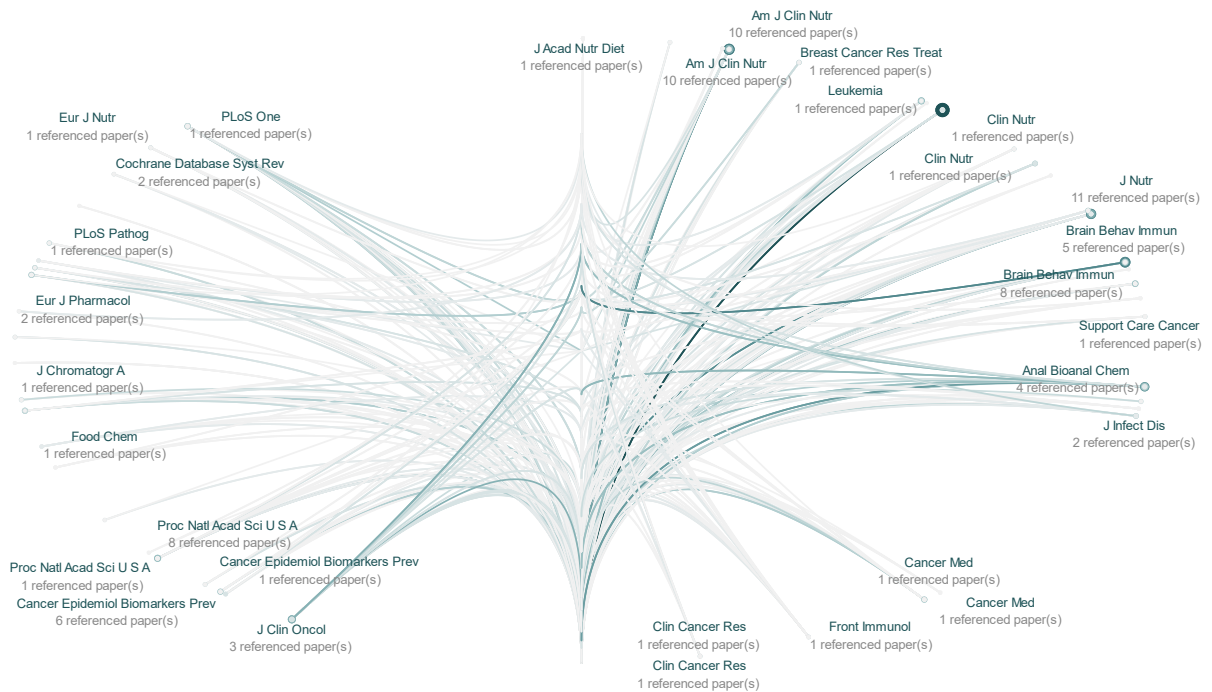 Am J Clin Nutr
10 referenced paper(s)
J Acad Nutr Diet
1 referenced paper(s)
Am J Clin Nutr
10 referenced paper(s)
Breast Cancer Res Treat
1 referenced paper(s)
Leukemia
1 referenced paper(s)
Eur J Nutr
1 referenced paper(s)
PLoS One
1 referenced paper(s)
Clin Nutr
1 referenced paper(s)
Cochrane Database Syst Rev
2 referenced paper(s)
Clin Nutr
1 referenced paper(s)
J Nutr
11 referenced paper(s)
PLoS Pathog
1 referenced paper(s)
Brain Behav Immun
5 referenced paper(s)
Brain Behav Immun
8 referenced paper(s)
Eur J Pharmacol
2 referenced paper(s)
Support Care Cancer
1 referenced paper(s)
J Chromatogr A
1 referenced paper(s)
Anal Bioanal Chem
4 referenced paper(s)
Food Chem
1 referenced paper(s)
J Infect Dis
2 referenced paper(s)
Proc Natl Acad Sci U S A
8 referenced paper(s)
Proc Natl Acad Sci U S A
1 referenced paper(s)
Cancer Epidemiol Biomarkers Prev
1 referenced paper(s)
Cancer Epidemiol Biomarkers Prev
6 referenced paper(s)
J Clin Oncol
3 referenced paper(s)
Cancer Med
1 referenced paper(s)
Cancer Med
1 referenced paper(s)
Clin Cancer Res
1 referenced paper(s)
Front Immunol
1 referenced paper(s)
Clin Cancer Res
1 referenced paper(s)